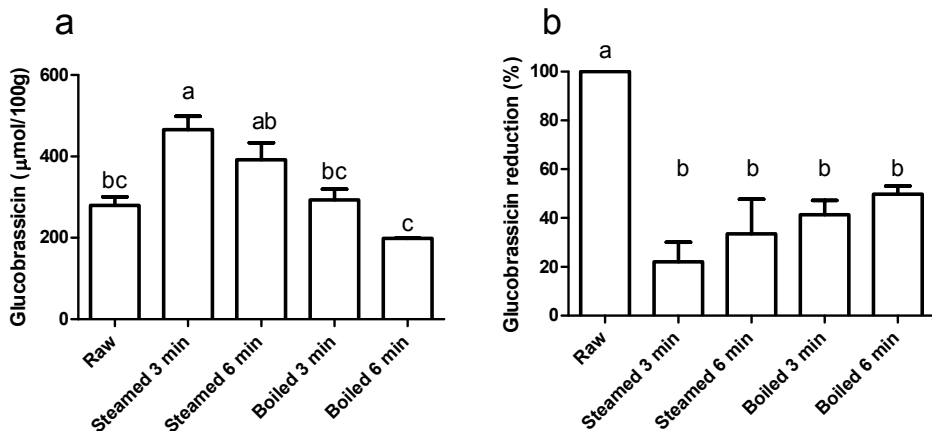 a
Glucobrassicin (μmol/100g)
600
400
200
0
bc
a
ab
bc
c
Raw
Steamed 3 min
Steamed 6 min
Boiled 3 min
Boiled 6 min
b
Glucobrassicin reduction (%)
100
80
60
40
20
0
a
b
b
b
b
Raw
Steamed 3 min
Steamed 6 min
Boiled 3 min
Boiled 6 min